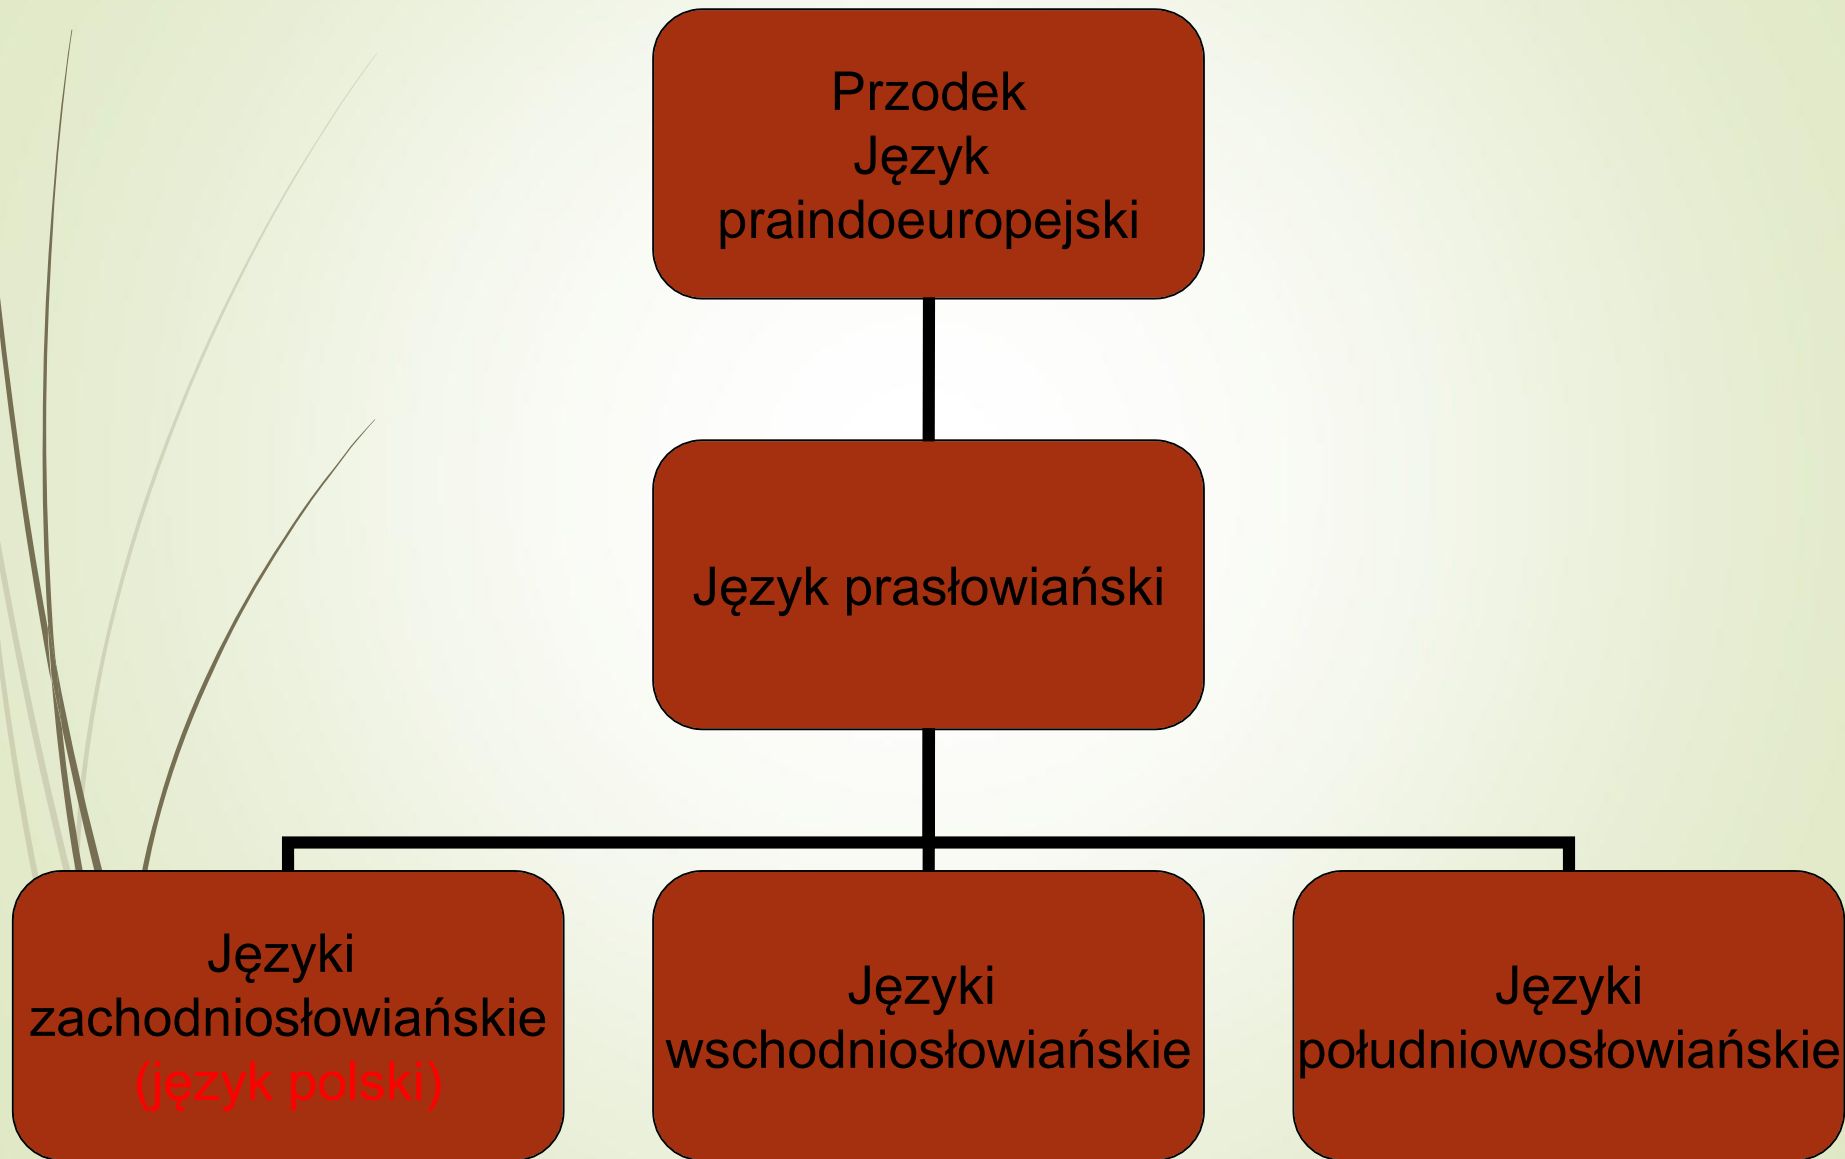 Przodek
Język
praindoeuropejski
Język prasłowiański
Języki
zachodniosłowiańskie
(język polski)
Języki
wschodniosłowiańskie
Języki
południowosłowiańskie